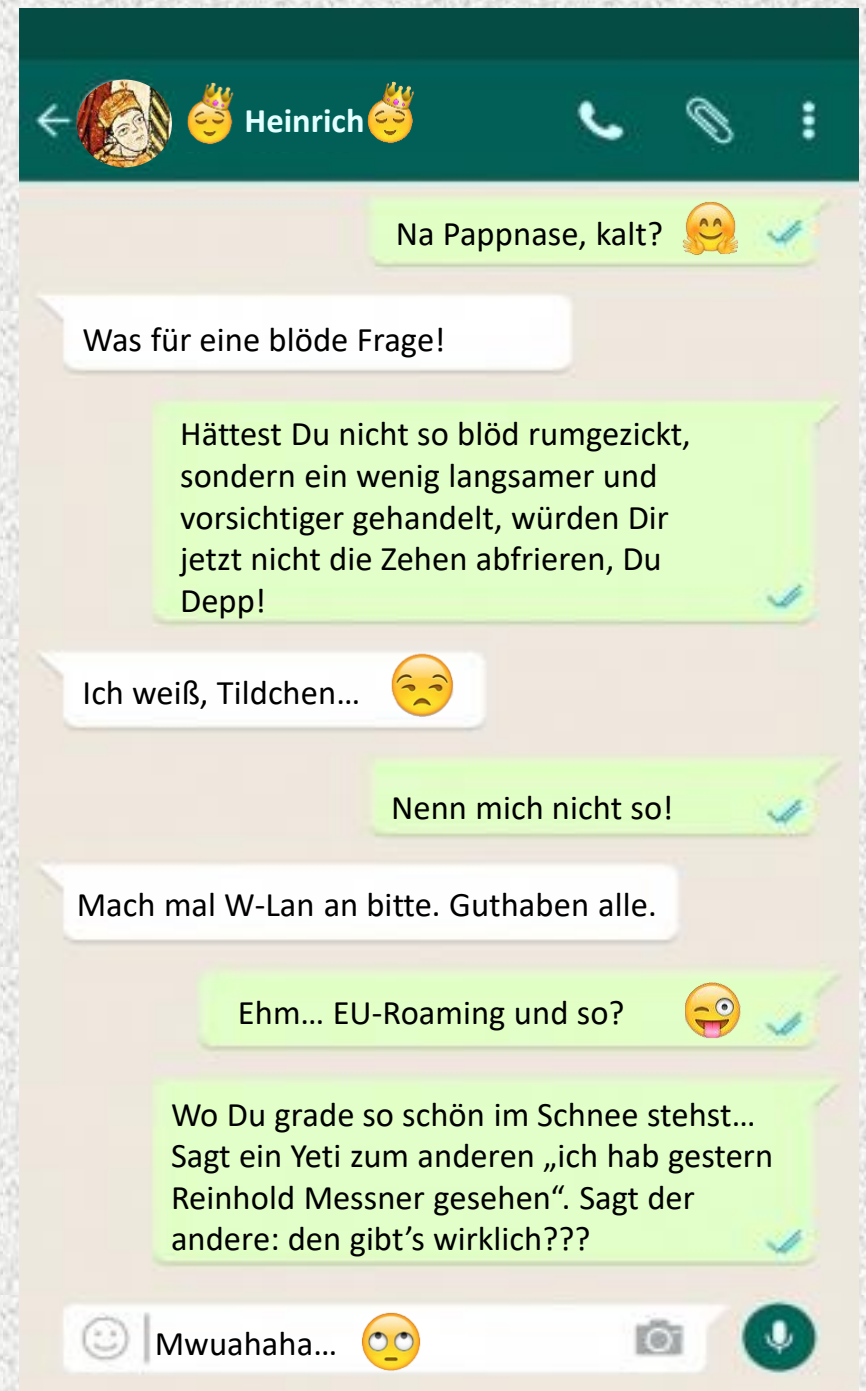 Heinrich
Na Pappnase, kalt?
Was für eine blöde Frage!
Hättest Du nicht so blöd rumgezickt,
sondern ein wenig langsamer und
vorsichtiger gehandelt, würden Dir
jetzt nicht die Zehen abfrieren, Du
Depp!
Ich weiß, Tildchen…
Nenn mich nicht so!
Mach mal W-Lan an bitte. Guthaben alle.
Ehm… EU-Roaming und so?
Wo Du grade so schön im Schnee stehst…
Sagt ein Yeti zum anderen „ich hab gestern
Reinhold Messner gesehen“. Sagt der
andere: den gibt’s wirklich???
Mwuahaha…